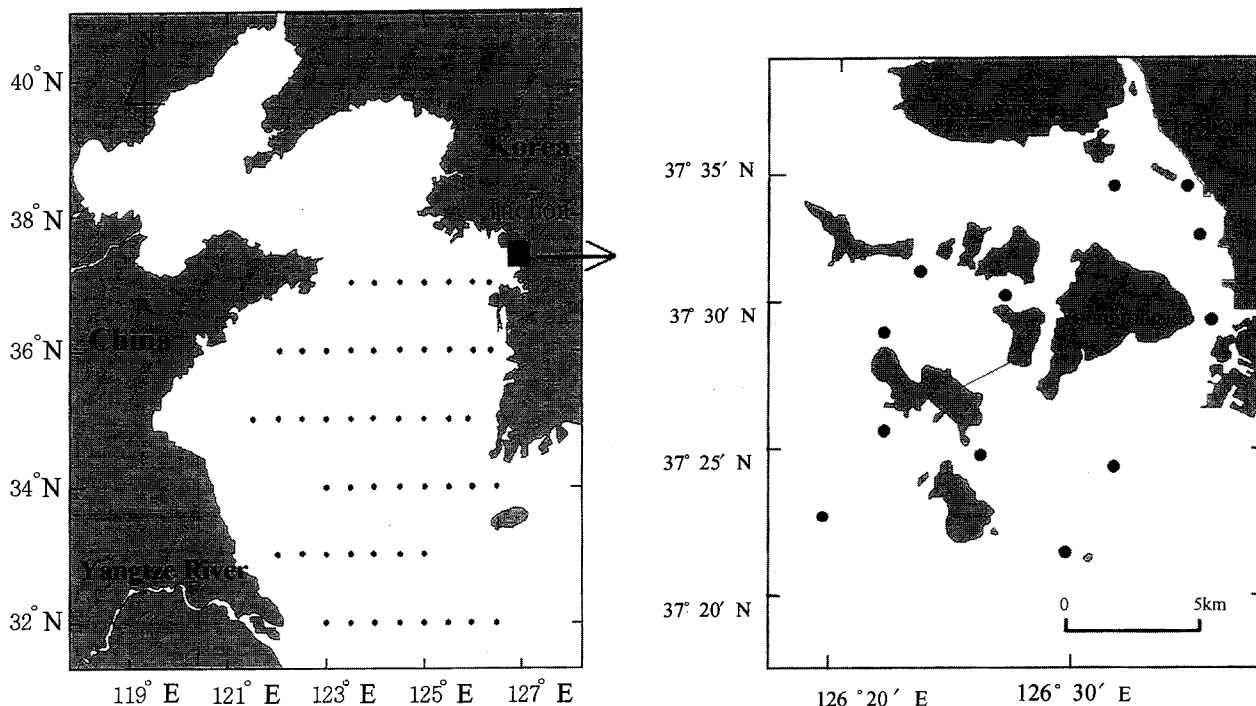 N
40° N
38° N
36° N
34° N
32° N
Korea
Inchon
China
Yangtze River
119° E
121° E
123° E
125° E
127° E
37° 35′ N
37° 30′ N
37° 25′ N
37° 20′ N
0
5km
126° 20′ E
126° 30′ E